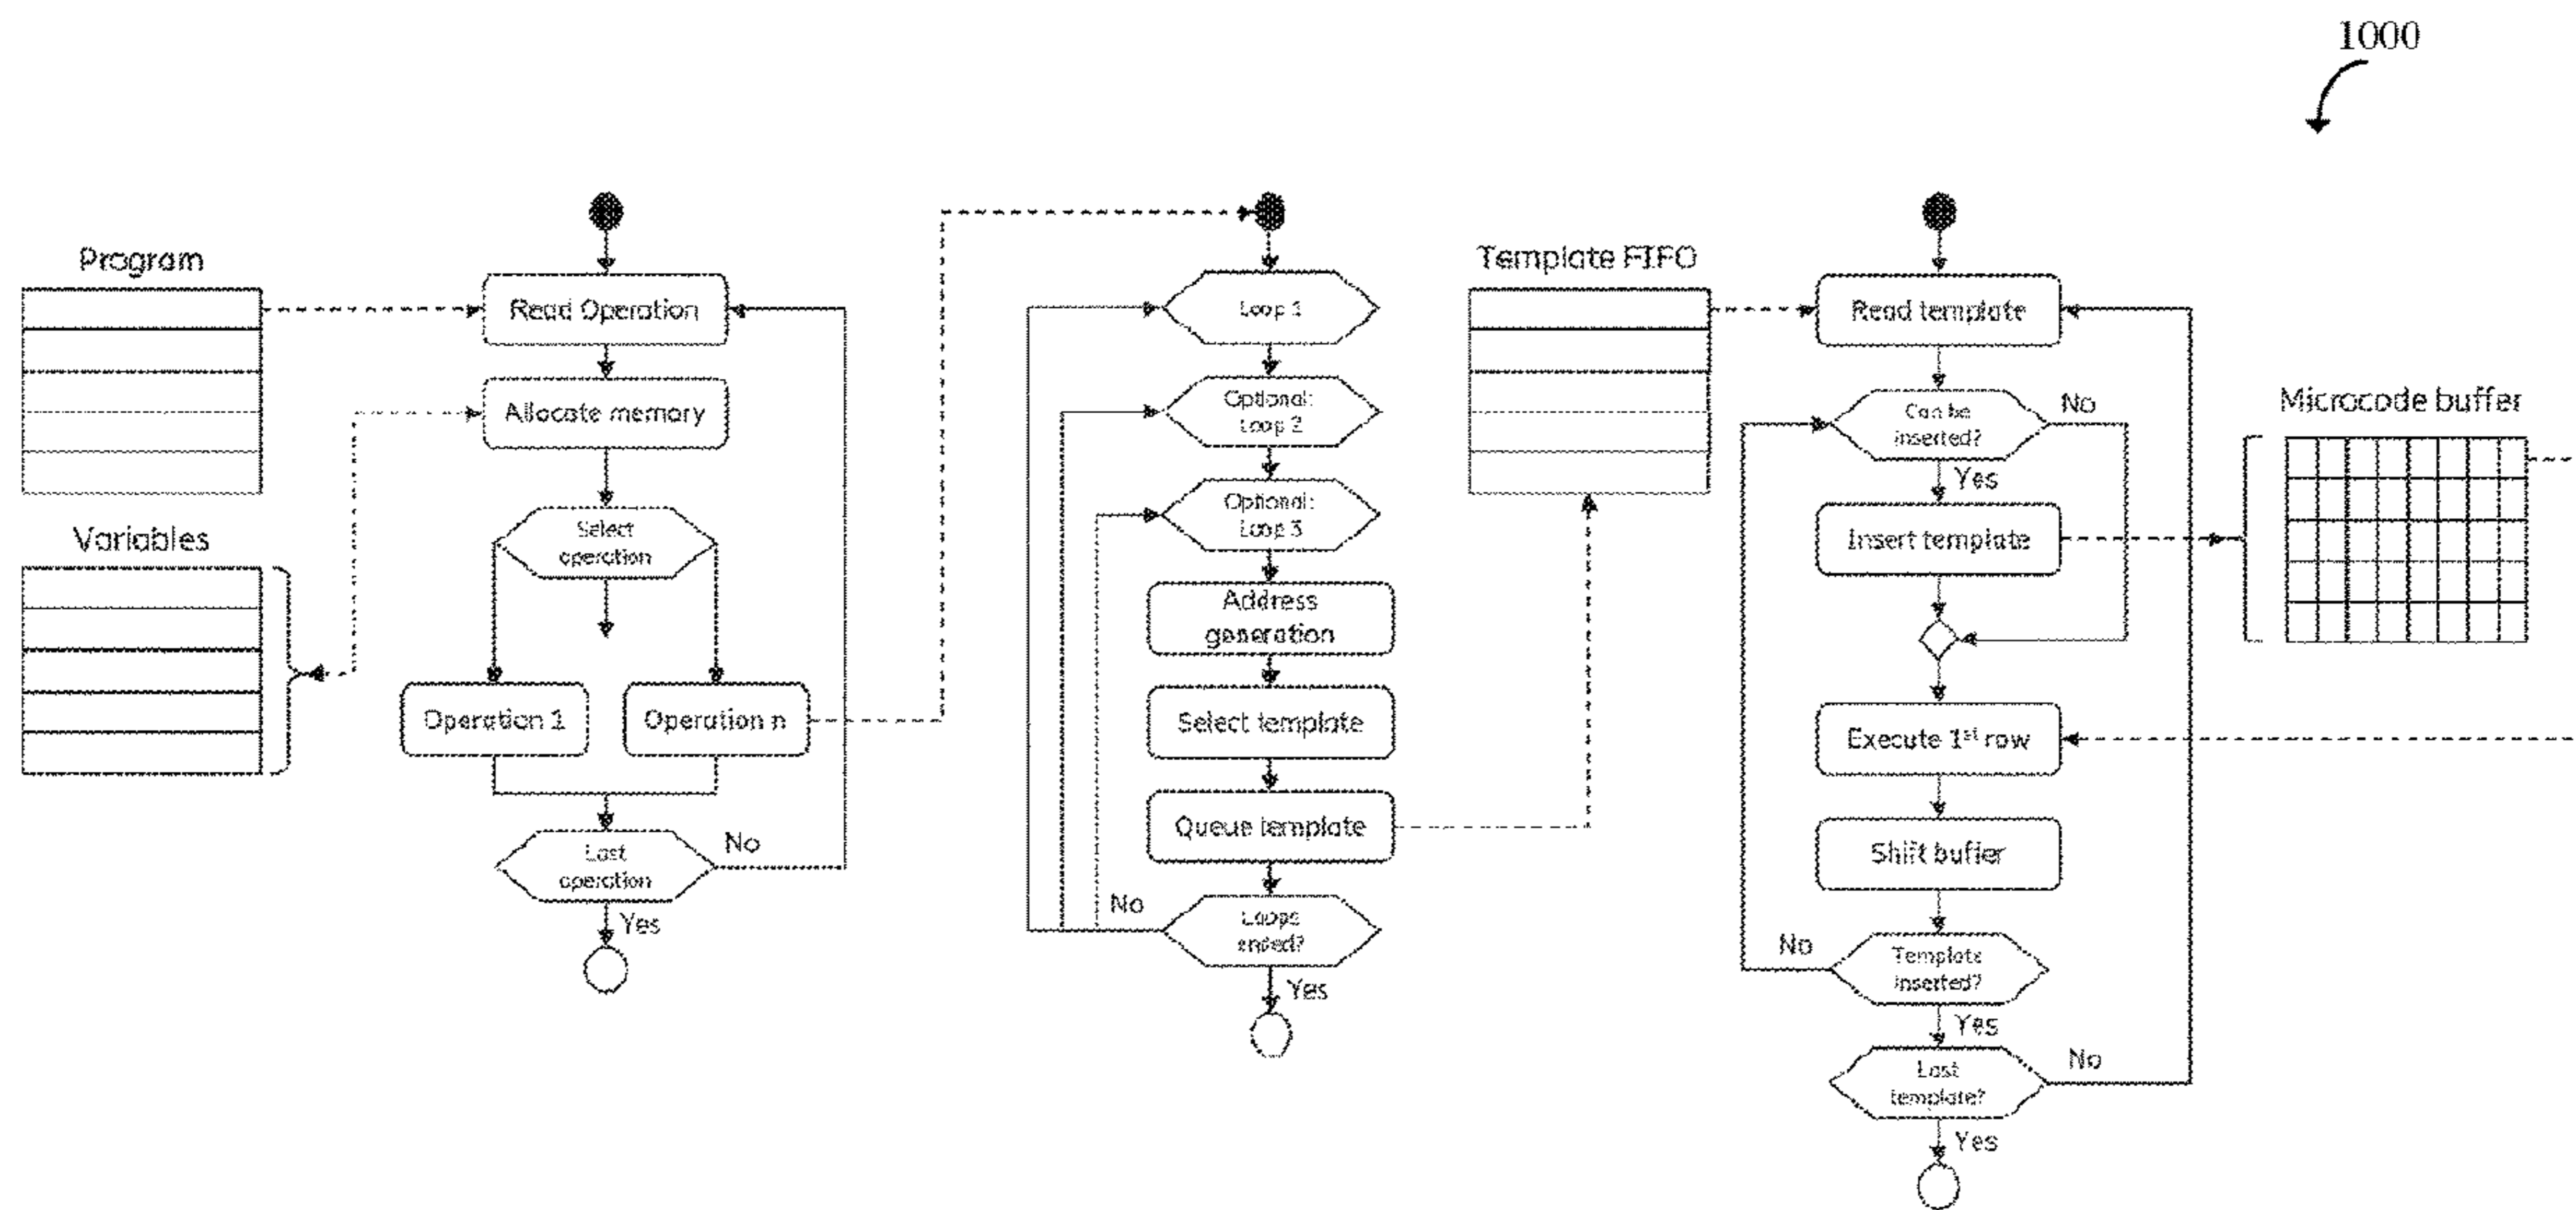 1000
Program
Variables
Read Operation
Allocate memory
Select
operation
Operation 1
Operation n
Last
operation
No
Yes
Loop 1
Optional:
Loop 2
Optional:
Loop 3
Address
generation
Select template
Queue template
Loops
ended?
No
Yes
Template FIFO
Read template
Can be
inserted?
No
Yes
Insert template
Execute 1st row
Shift buffer
Template
inserted?
No
Yes
Last
template?
No
Yes
Microcode buffer